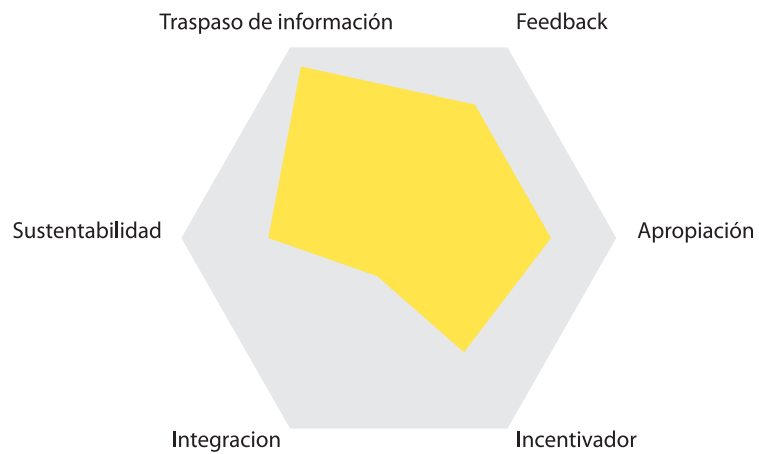 Traspaso de información
Feedback
Sustentabilidad
Apropiación
Integracion
Incentivador